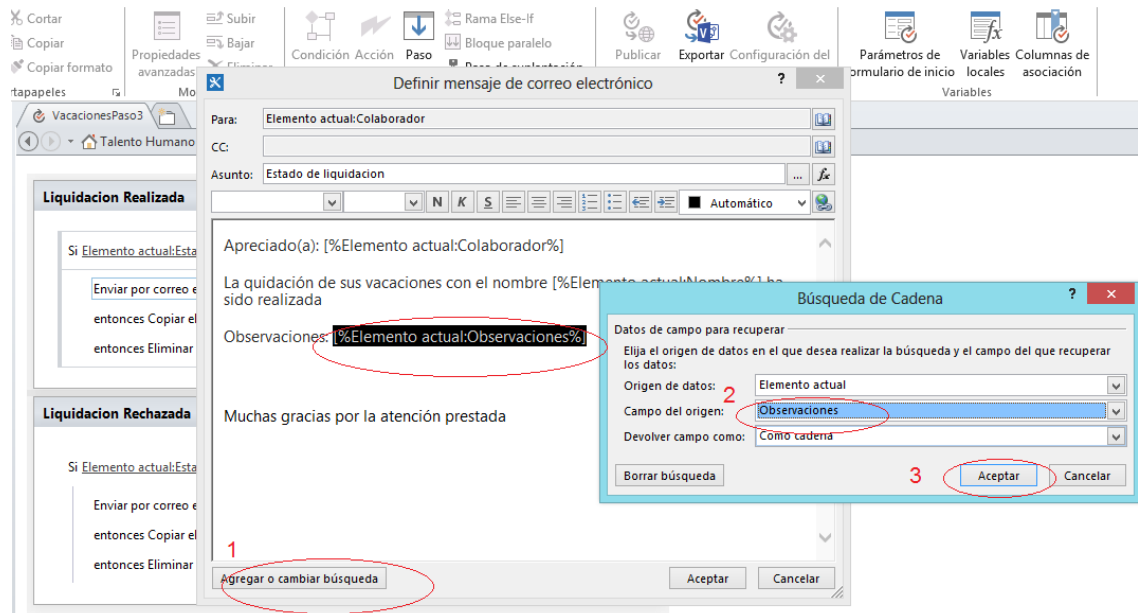 Cortar
Copiar
Copiar formato
rtapapeles
Propiedades
avanzadas
Subir
Bajar
Eliminar
Mo
Condición
Acción
Paso
Rama Else-If
Bloque paralelo
Paso de suplantación
Publicar
Exportar
Configuración del
Parámetros de
ormulario de inicio
Variables
locales
Columnas de
asociación
Variables
VacacionesPaso3
Talento Humano
Definir mensaje de correo electrónico
? ×
Para: Elemento actual:Colaborador
CC:
Asunto: Estado de liquidacion ... fx
N K S Automático
Apreciado(a): [%Elemento actual:Colaborador%]
La quidación de sus vacaciones con el nombre [%Elemento actual:Nombre%] ha
sido realizada
Observaciones: [%Elemento actual:Observaciones%]
Muchas gracias por la atención prestada
1
Agregar o cambiar búsqueda
Aceptar
Cancelar
Liquidacion Realizada
Si Elemento actual:Esta
Enviar por correo e
entonces Copiar el
entonces Eliminar
Liquidacion Rechazada
Si Elemento actual:Esta
Enviar por correo e
entonces Copiar el
entonces Eliminar
Búsqueda de Cadena
? ×
Datos de campo para recuperar
Elija el origen de datos en el que desea realizar la búsqueda y el campo del que recuperar
los datos:
Origen de datos: Elemento actual
2
Campo del origen: Observaciones
Devolver campo como: Como cadena
Borrar búsqueda
3
Aceptar
Cancelar